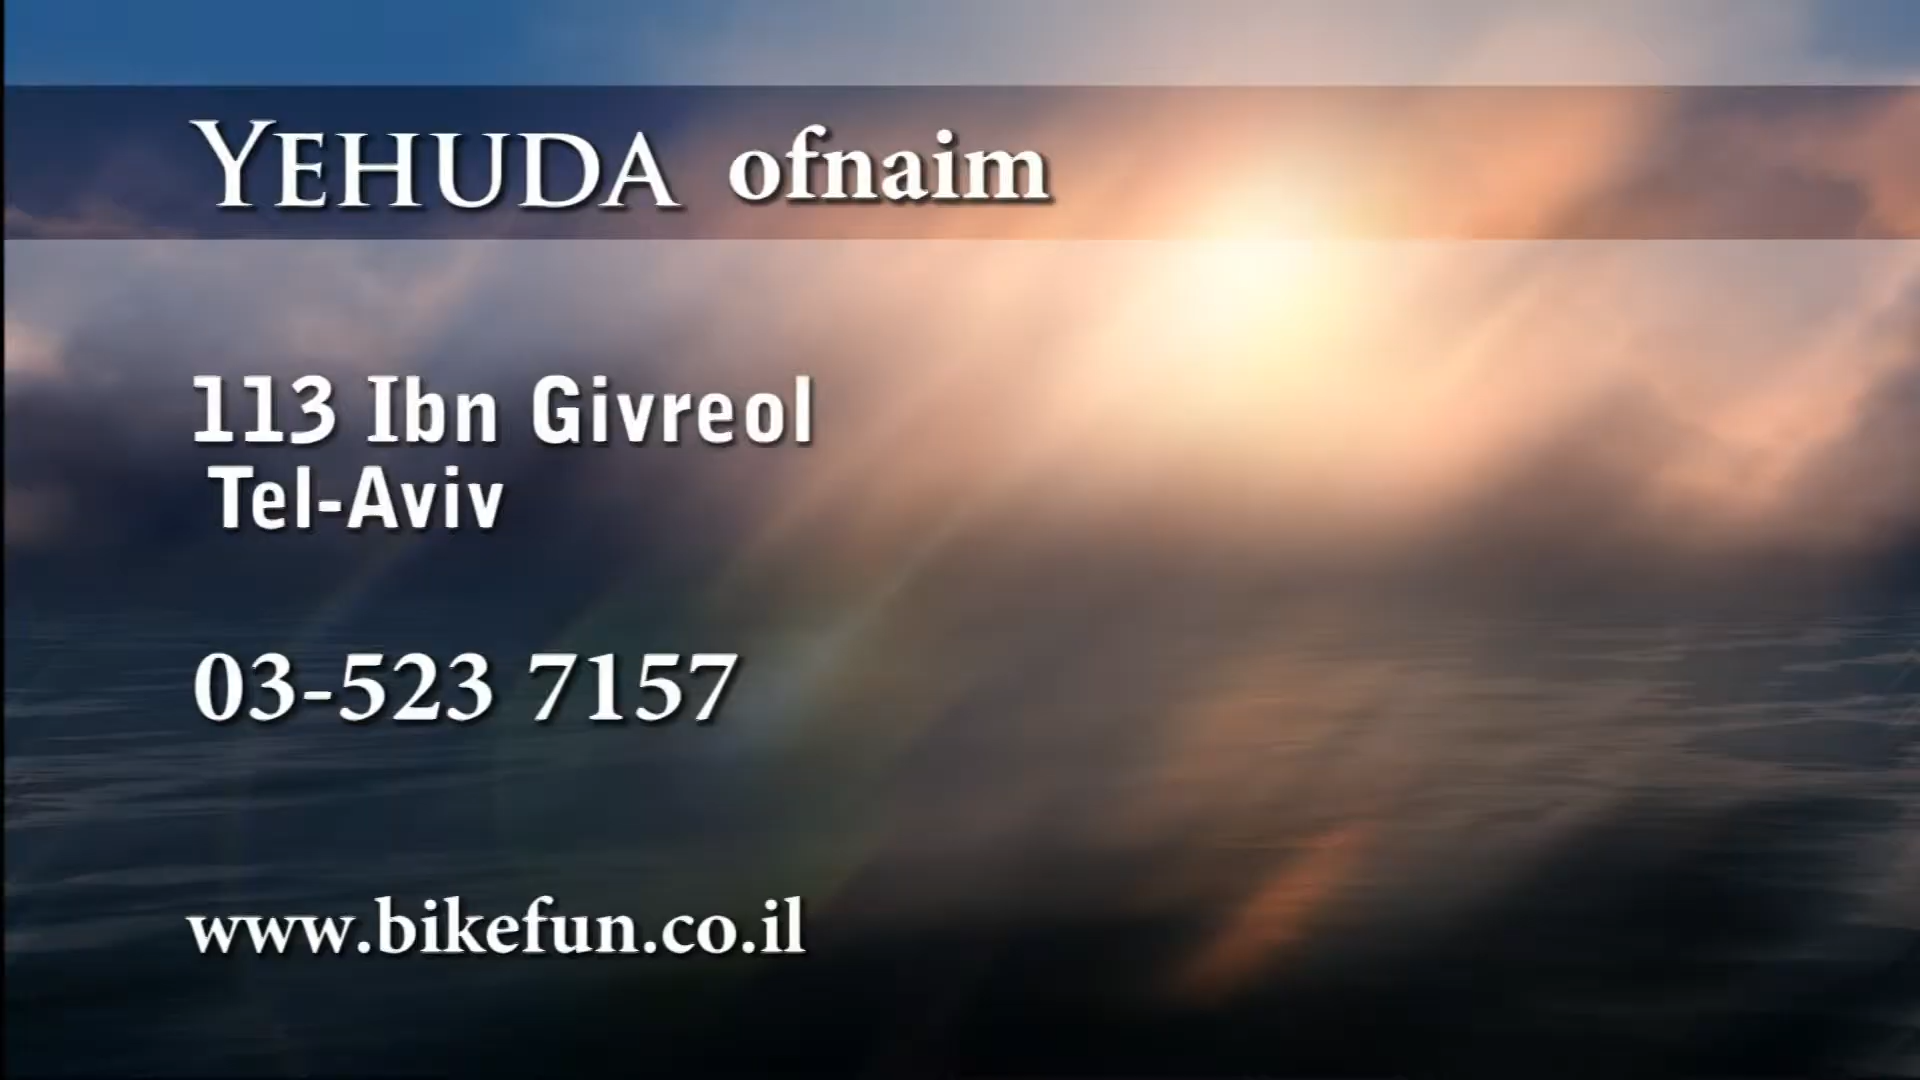 YEHUDA ofnaim
113 Ibn Givreol
Tel-Aviv
03-523 7157
www.bikefun.co.il